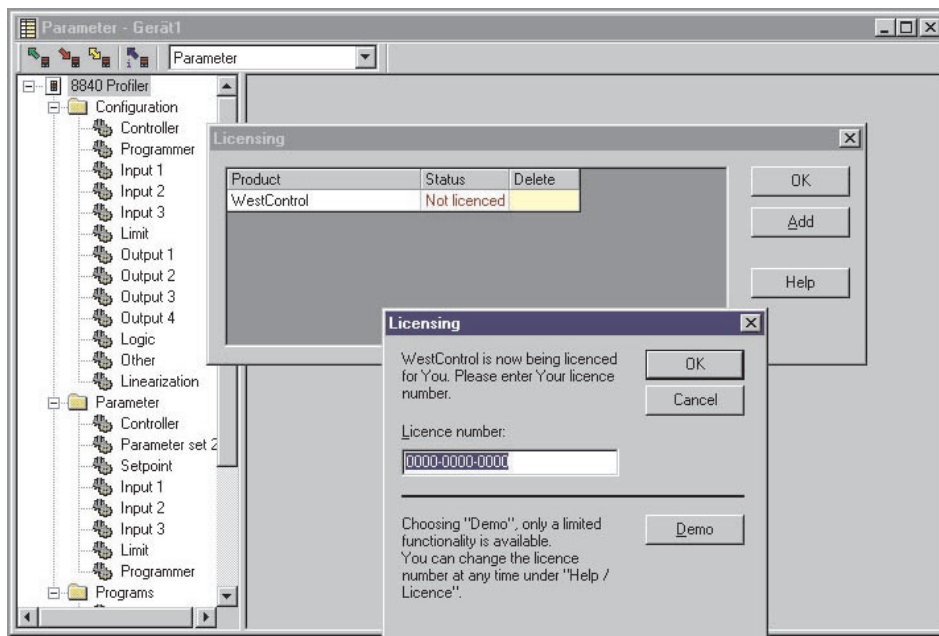 Parameter - Gerät1
Parameter
8840 Profiler
Configuration
Controller
Programmer
Input 1
Input 2
Input 3
Limit
Output 1
Output 2
Output 3
Output 4
Logic
Other
Linearization
Parameter
Controller
Parameter set 2
Setpoint
Input 1
Input 2
Input 3
Limit
Programmer
Programs
Licensing
Product Status Delete
WestControl Not licenced
OK
Add
Help
Licensing
WestControl is now being licenced
for You. Please enter Your licence
number.
OK
Cancel
Licence number:
0000-0000-0000
Choosing "Demo", only a limited
functionality is available.
You can change the licence
number at any time under "Help /
Licence".
Demo